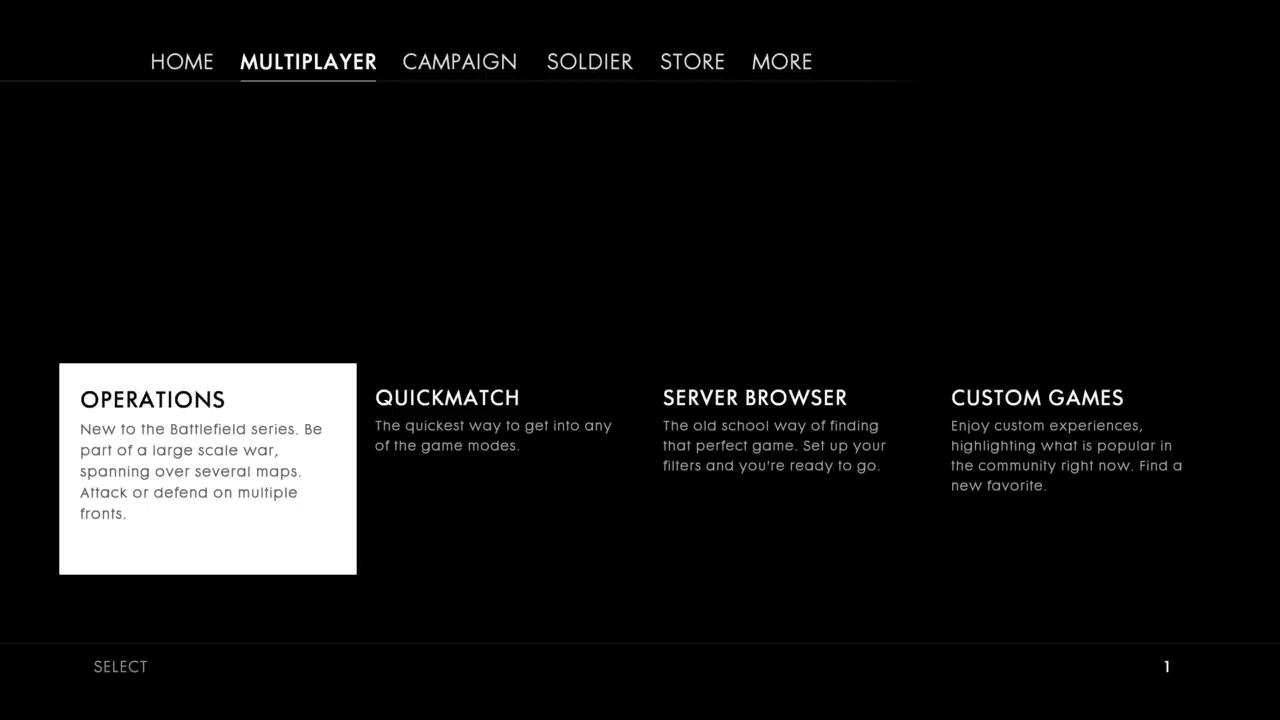 HOME MULTIPLAYER CAMPAIGN SOLDIER STORE MORE
OPERATIONS
New to the Battlefield series. Be
part of a large scale war,
spanning over several maps.
Attack or defend on multiple
fronts.
QUICKMATCH
The quickest way to get into any
of the game modes.
SERVER BROWSER
The old school way of finding
that perfect game. Set up your
filters and you're ready to go.
CUSTOM GAMES
Enjoy custom experiences,
highlighting what is popular in
the community right now. Find a
new favorite.
SELECT
1